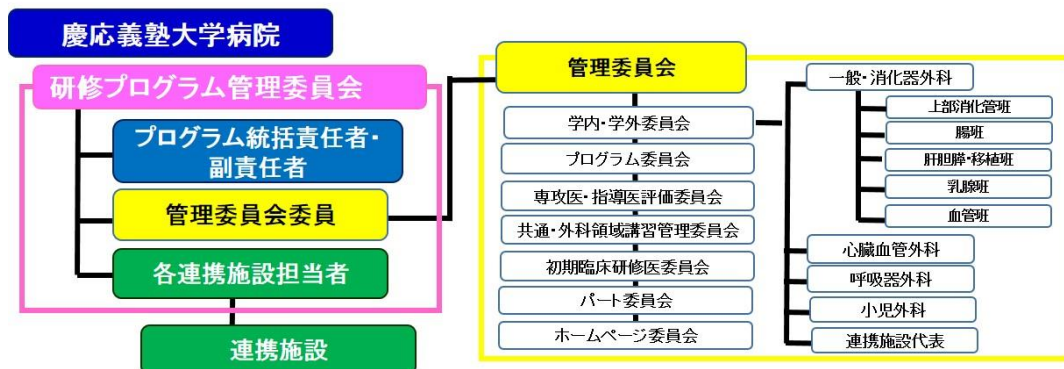 慶応義塾大学病院
研修プログラム管理委員会
プログラム統括責任者・
副責任者
管理委員会委員
各連携施設担当者
連携施設
管理委員会
学内・学外委員会
プログラム委員会
専攻医・指導医評価委員会
共通・外科領域講習管理委員会
初期臨床研修医委員会
パート委員会
ホームページ委員会
一般・消化器外科
上部消化管班
腸班
肝胆膵・移植班
乳腺班
血管班
心臓血管外科
呼吸器外科
小児外科
連携施設代表